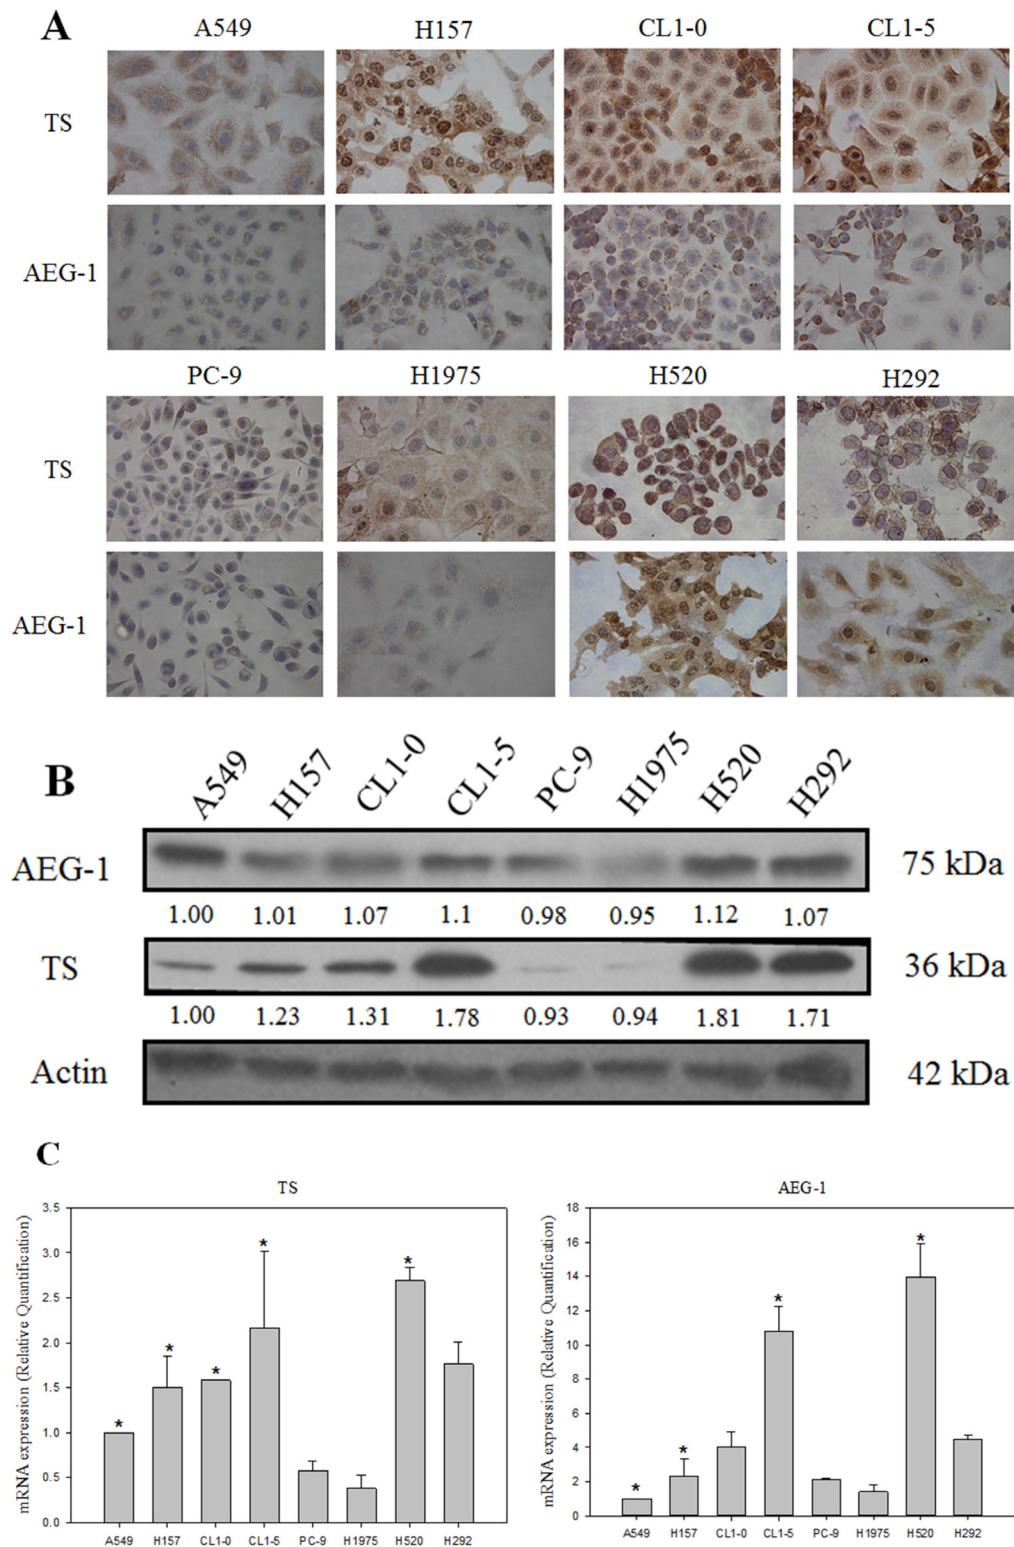 A
A549 H157 CL1-0 CL1-5
TS
AEG-1
PC-9 H1975 H520 H292
TS
AEG-1
B
A549 H157 CL1-0 CL1-5 PC-9 H1975 H520 H292
AEG-1 75 kDa
1.00 1.01 1.07 1.1 0.98 0.95 1.12 1.07
TS 36 kDa
1.00 1.23 1.31 1.78 0.93 0.94 1.81 1.71
Actin 42 kDa
C
TS
mRNA expression (Relative Quantification)
3.5
3.0
2.5
2.0
1.5
1.0
0.5
0.0
* * * * *
A549 H157 CL1-0 CL1-5 PC-9 H1975 H520 H292
AEG-1
mRNA expression (Relative Quantification)
18
16
14
12
10
8
6
4
2
0
* * * *
A549 H157 CL1-0 CL1-5 PC-9 H1975 H520 H292